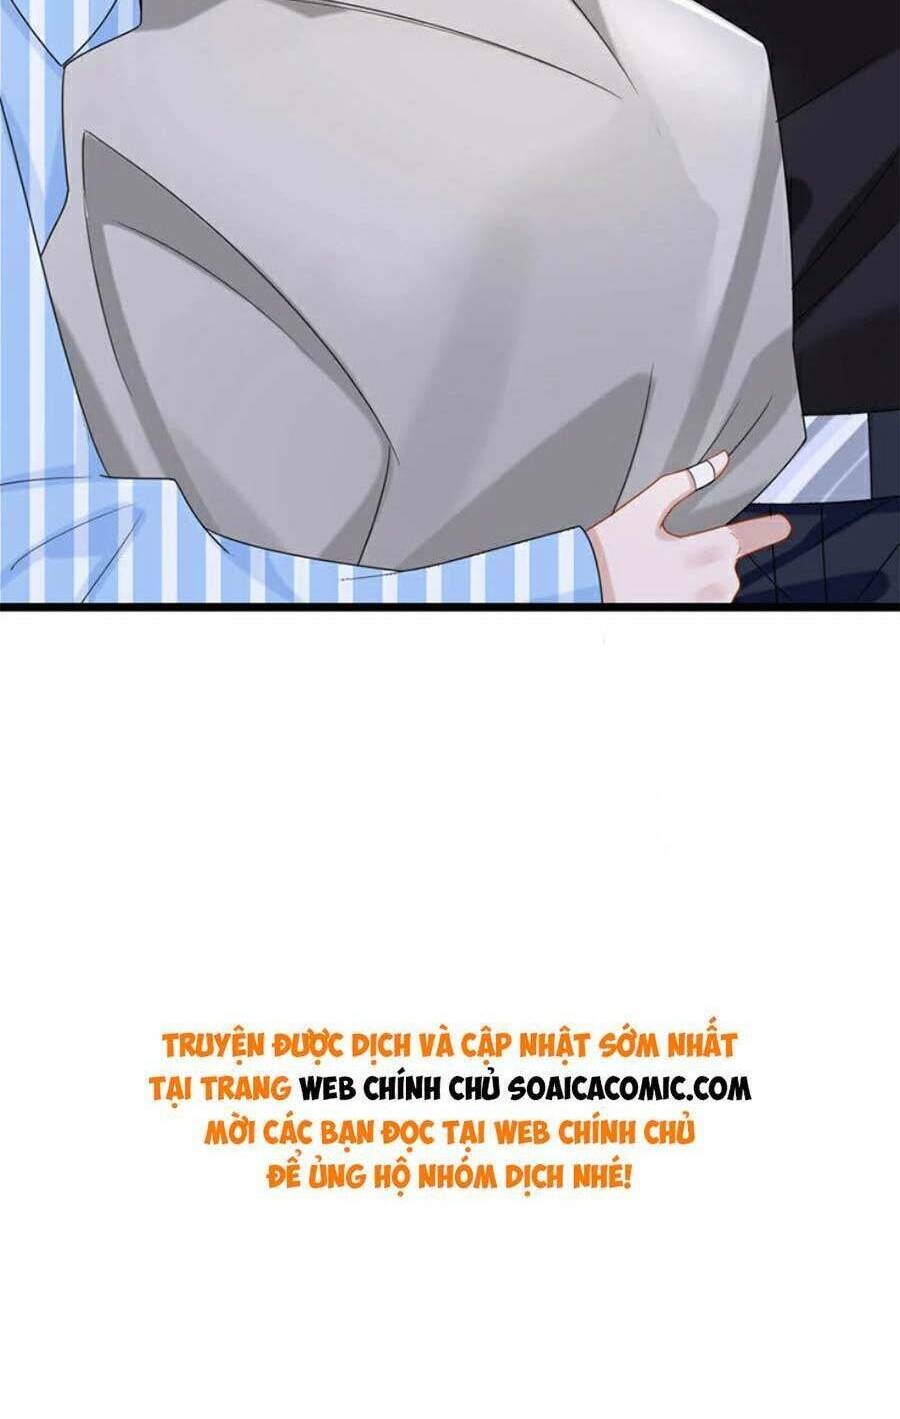 TRUYỆN ĐƯỢC DỊCH VÀ CẬP NHẬT SỚM NHẤT
TẠI TRANG WEB CHÍNH CHỦ SOAICACOMIC.COM
MỜI CÁC BẠN ĐỌC TẠI WEB CHÍNH CHỦ
ĐỂ ỦNG HỘ NHÓM DỊCH NHÉ!